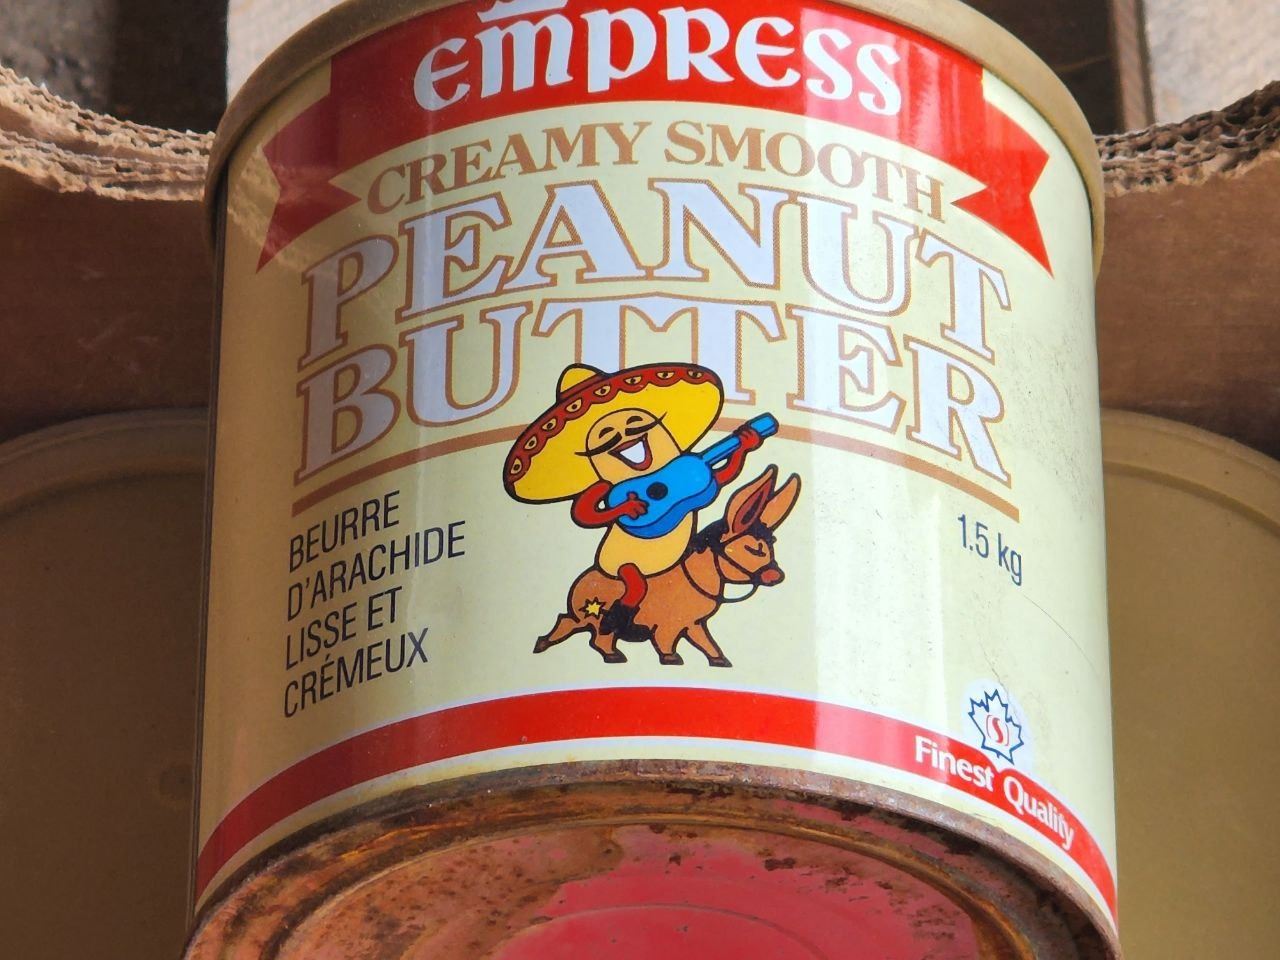 empress
CREAMY SMOOTH
PEANUT
BUTTER
BEURRE
D'ARACHIDE
LISSE ET
CRÉMEUX
1.5 kg
S
Finest Quality